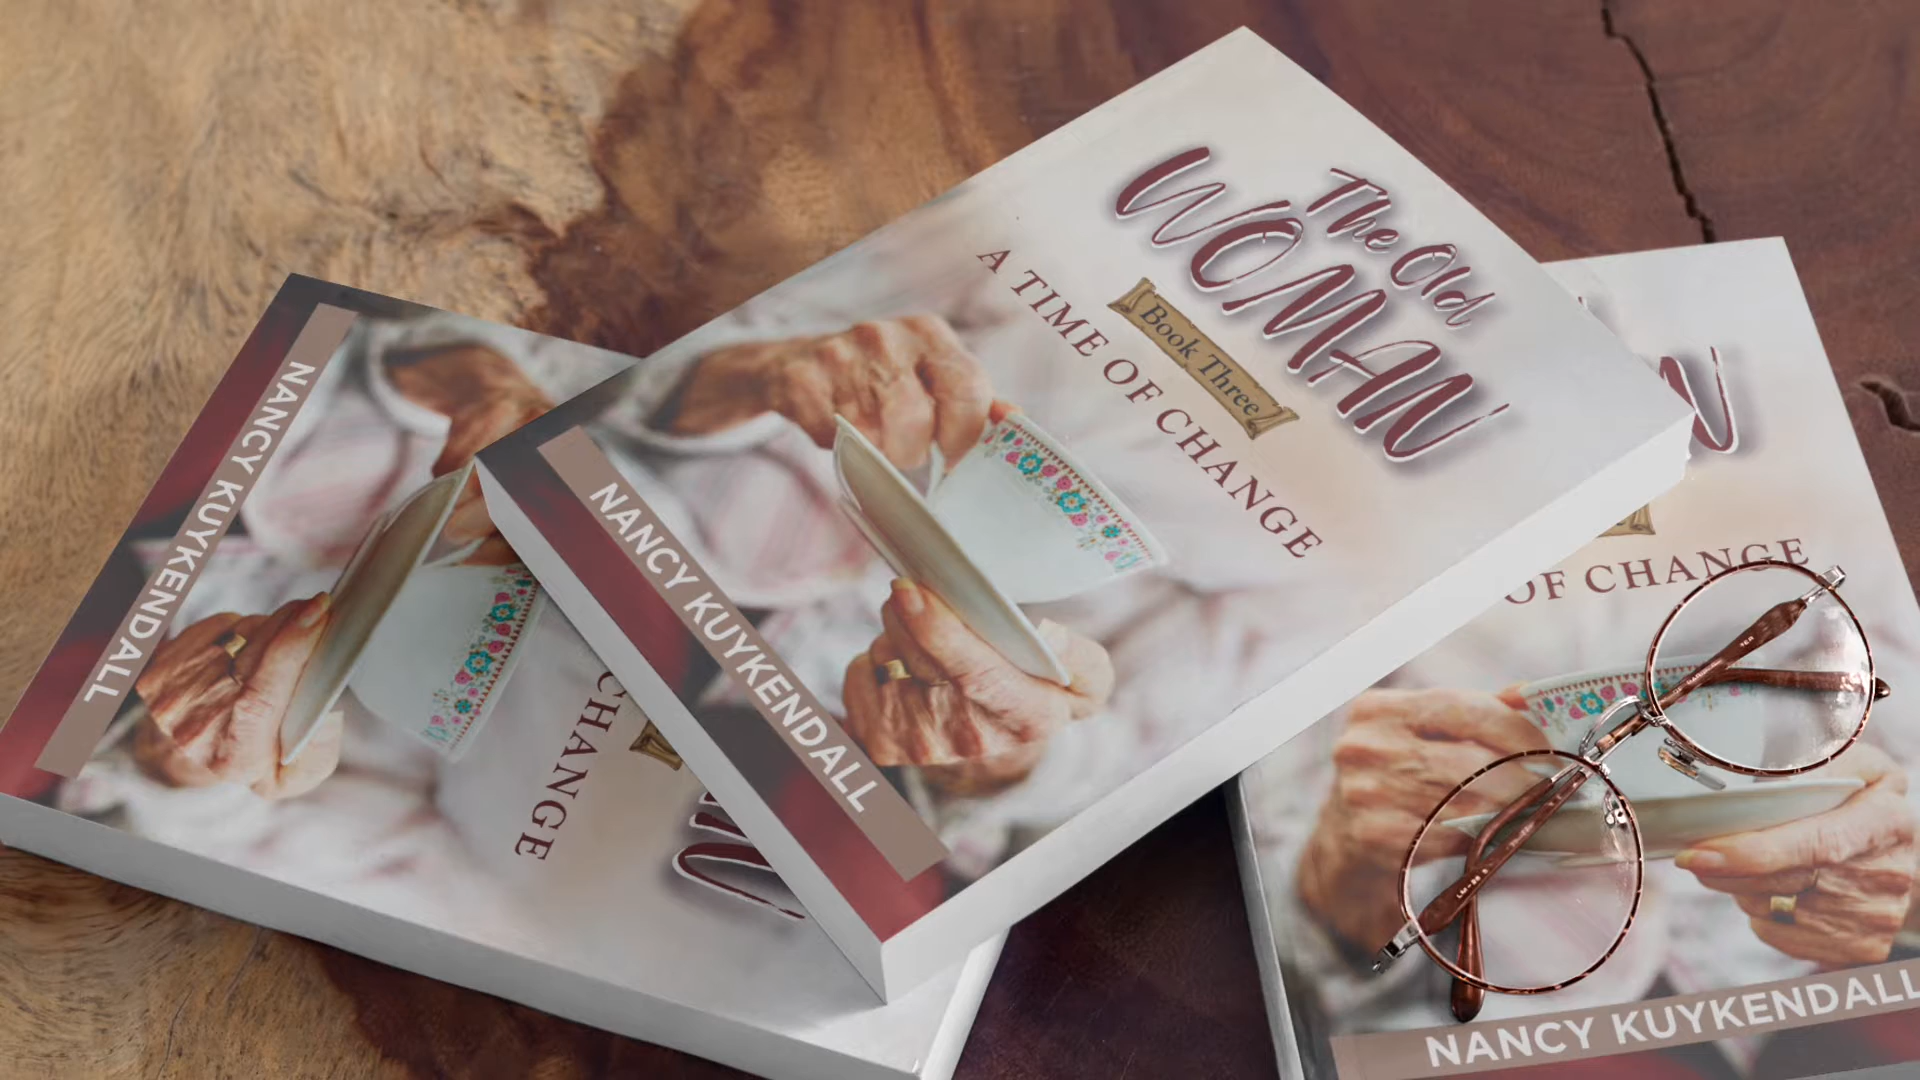 The Old
WOMAN
Book Three
A TIME OF CHANGE
NANCY KUYKENDALL
NANCY KUYKENDALL
CHANGE
OF CHANGE
NANCY KUYKENDALL